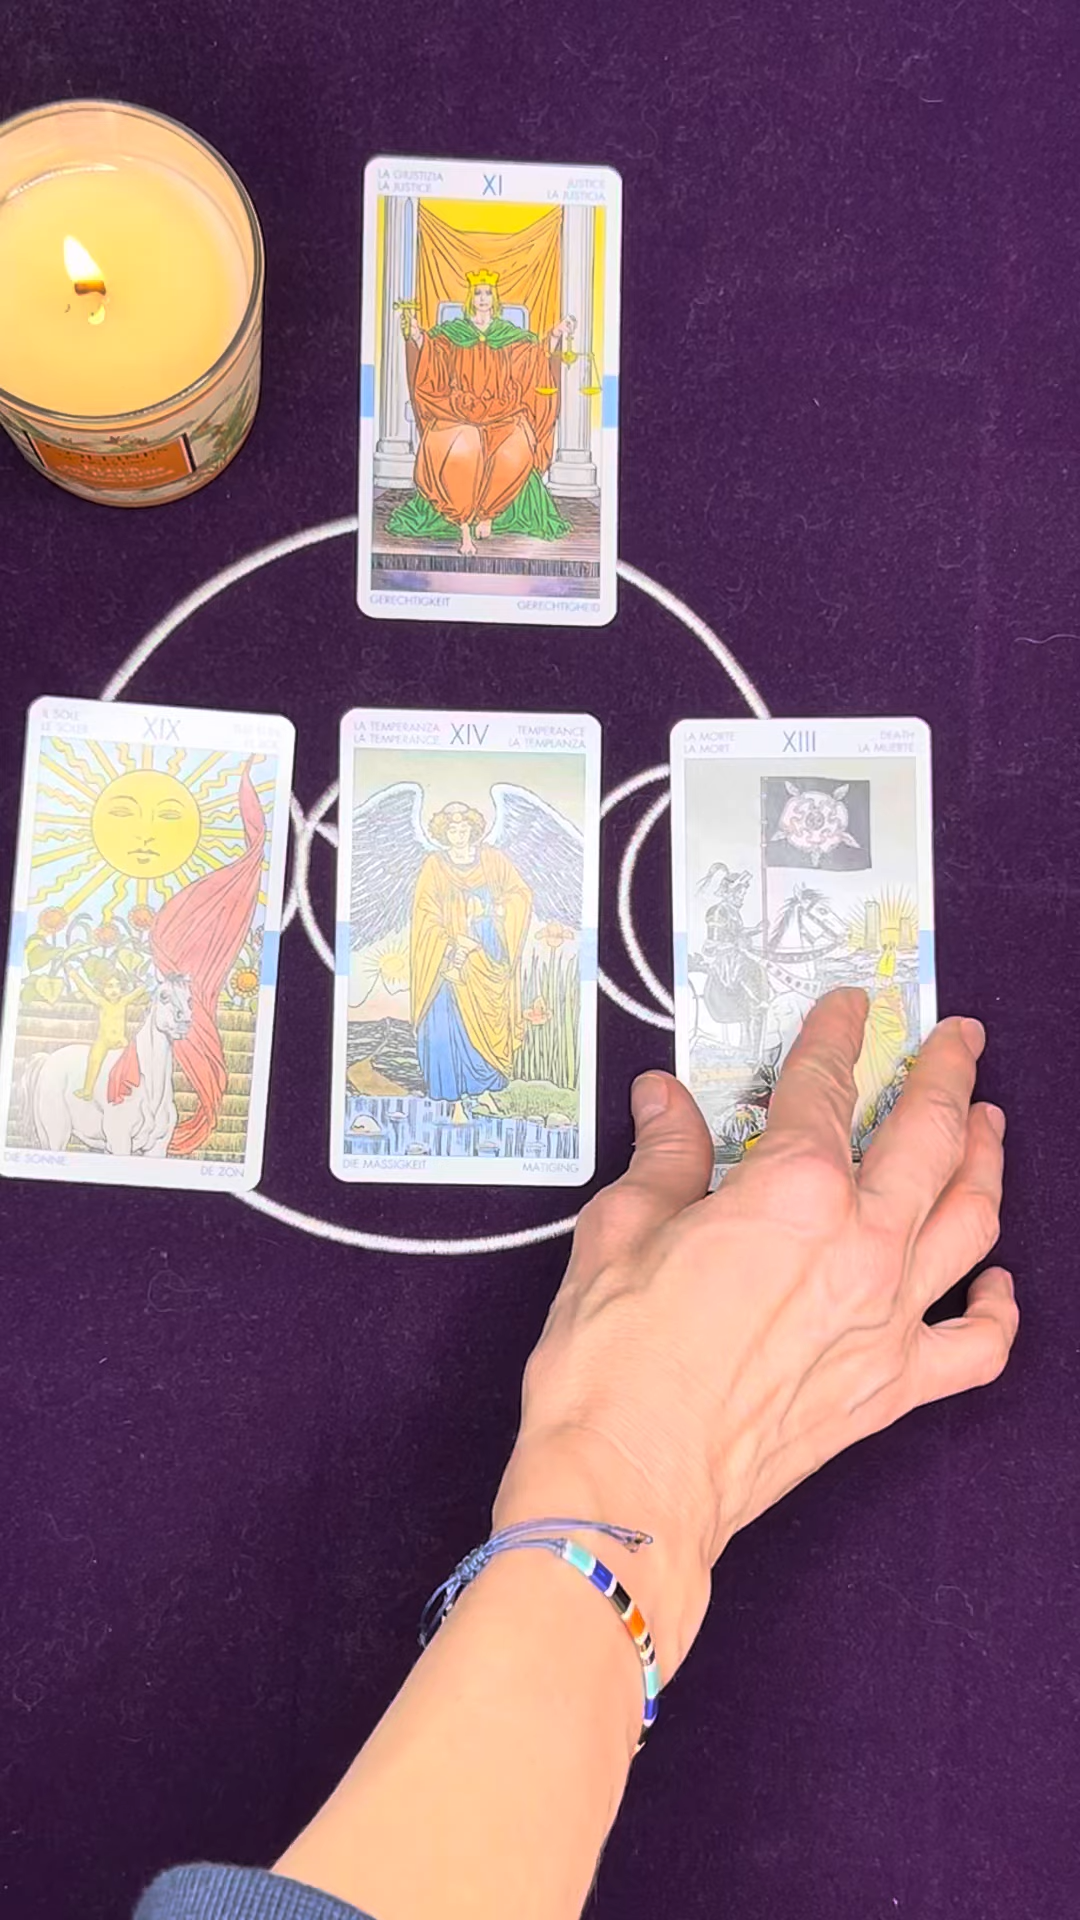 LA GIUSTIZIA XI JUSTICE
LA JUSTICE LA JUSTICIA
GERECHTIGKEIT GERECHTIGHEID
IL SOLE XIX
LE SOLEIL
DIE SONNE DE ZON
LA TEMPERANZA XIV TEMPERANCE
LA TEMPERANCE LA TEMPLANZA
DIE MÄSSIGKEIT MATIGING
LA MORTE XIII DEATH
LA MORT LA MUERTE